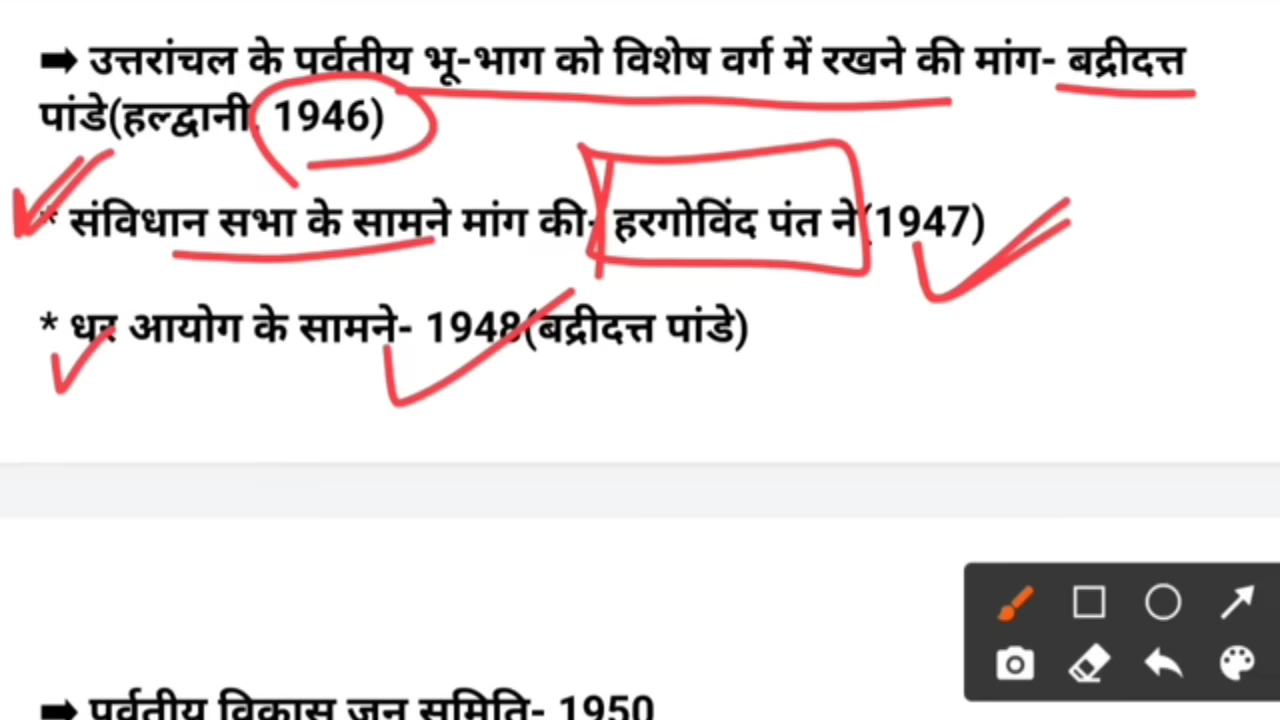 ➡ उत्तरांचल के पर्वतीय भू-भाग को विशेष वर्ग में रखने की मांग- बद्रीदत्त
पांडे(हल्द्वानी, 1946)
* संविधान सभा के सामने मांग की- हरगोविंद पंत ने(1947)
* धर आयोग के सामने- 1948(बद्रीदत्त पांडे)
➡ पर्वतीय विकास जन समिति- 1950